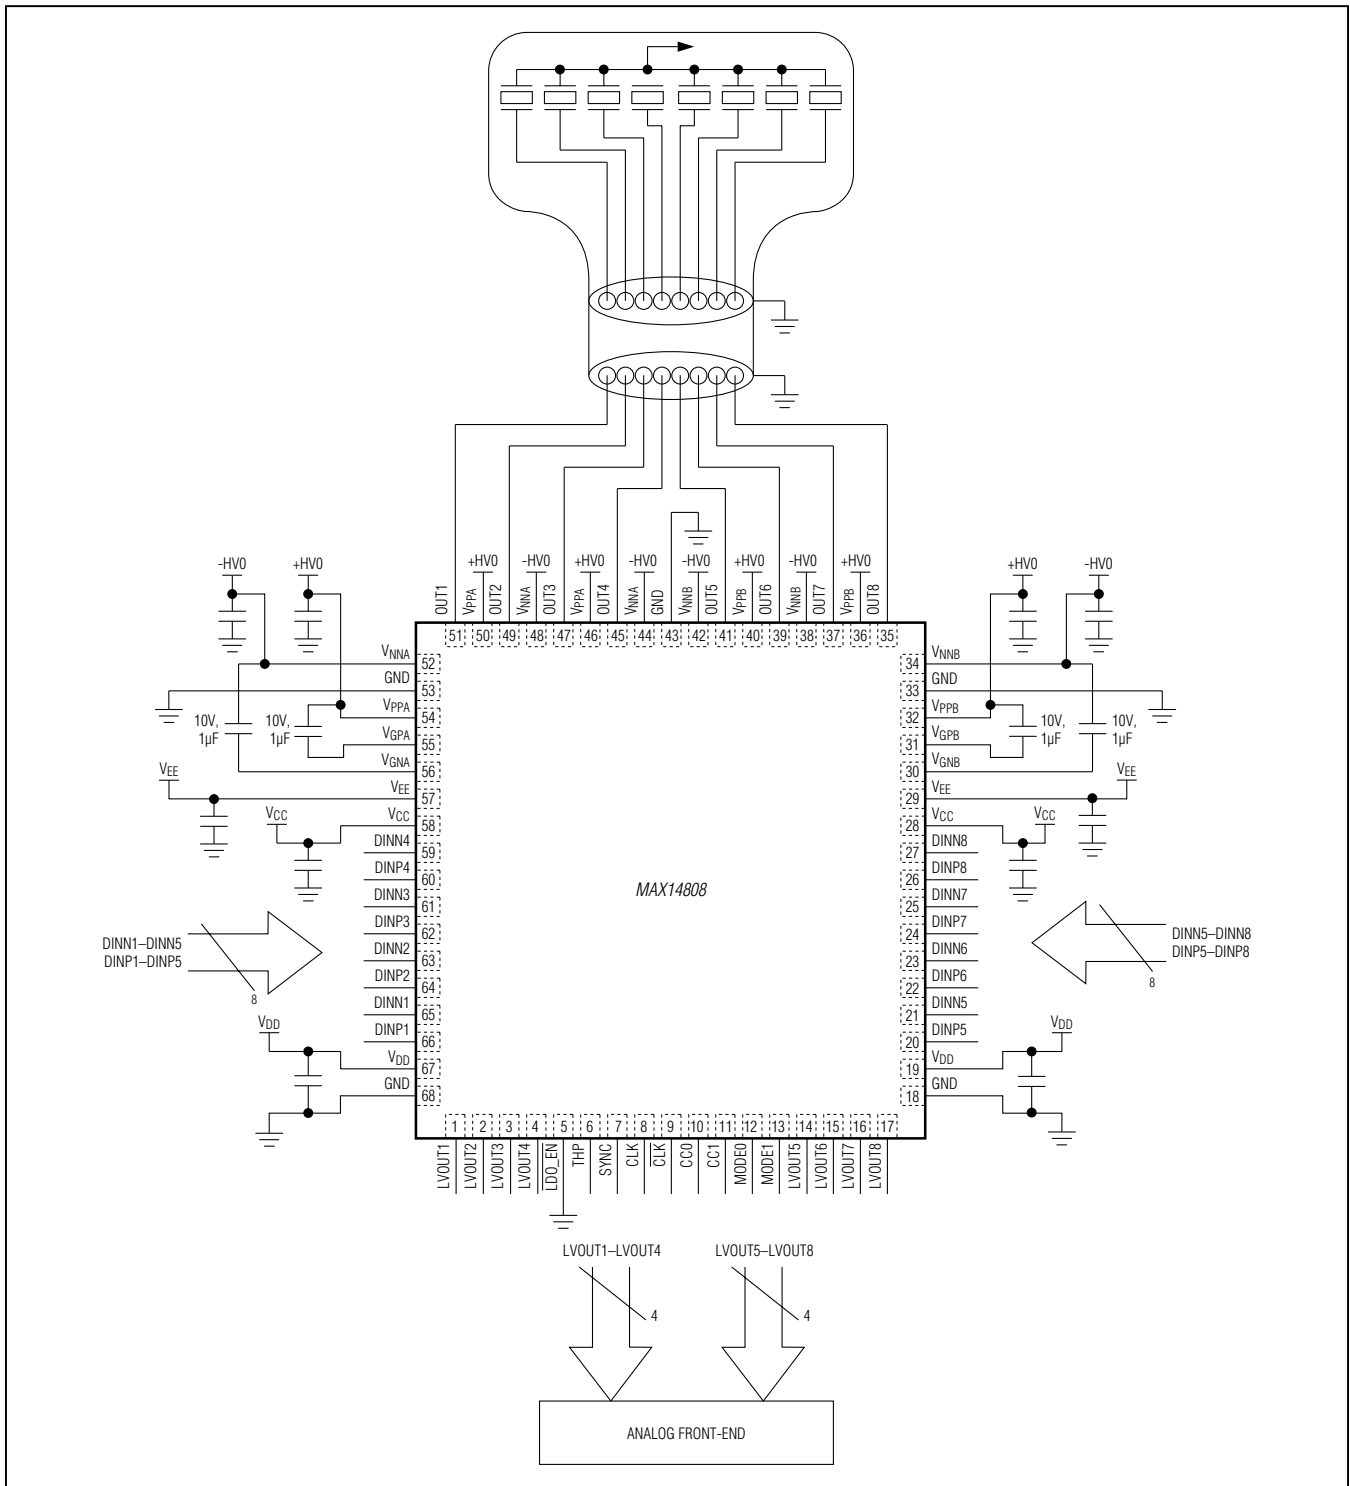 -HV0
+HV0
OUT1
VPPA
+HV0
OUT2
VNNA
-HV0
OUT3
VPPA
+HV0
OUT4
VNNA
-HV0
GND
VNNB
-HV0
OUT5
VPPB
+HV0
OUT6
VNNB
-HV0
OUT7
VPPB
+HV0
OUT8
+HV0
-HV0
51 50 49 48 47 46 45 44 43 42 41 40 39 38 37 36 35
VNNA 52
GND 53
VPPA 54
VGPA 55
VGNA 56
VEE 57
VCC 58
DINN4 59
DINP4 60
DINN3 61
DINP3 62
DINN2 63
DINP2 64
DINN1 65
DINP1 66
VDD 67
GND 68
10V,
1µF
10V,
1µF
VEE
VCC
DINN1–DINN5
DINP1–DINP5
8
VDD
MAX14808
34 VNNB
33 GND
32 VPPB
31 VGPB
30 VGNB
29 VEE
28 VCC
27 DINN8
26 DINP8
25 DINN7
24 DINP7
23 DINN6
22 DINP6
21 DINN5
20 DINP5
19 VDD
18 GND
10V,
1µF
10V,
1µF
VEE
VCC
DINN5–DINN8
DINP5–DINP8
8
VDD
1 2 3 4 5 6 7 8 9 10 11 12 13 14 15 16 17
LVOUT1
LVOUT2
LVOUT3
LVOUT4
LDO_EN
THP
SYNC
CLK
CLK
CC0
CC1
MODE0
MODE1
LVOUT5
LVOUT6
LVOUT7
LVOUT8
LVOUT1–LVOUT4
4
LVOUT5–LVOUT8
4
ANALOG FRONT-END